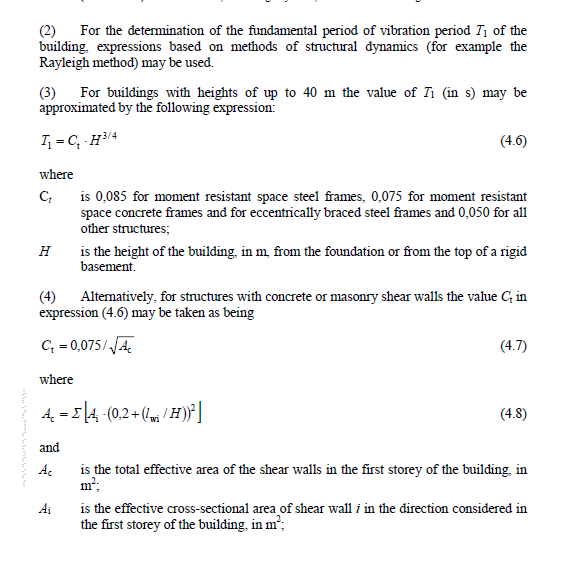 (2) For the determination of the fundamental period of vibration period T₁ of the
building, expressions based on methods of structural dynamics (for example the
Rayleigh method) may be used.
(3) For buildings with heights of up to 40 m the value of T₁ (in s) may be
approximated by the following expression:
T₁ = Cₜ · H³ᐟ⁴ (4.6)
where
Cₜ is 0,085 for moment resistant space steel frames, 0,075 for moment resistant
space concrete frames and for eccentrically braced steel frames and 0,050 for all
other structures;
H is the height of the building, in m, from the foundation or from the top of a rigid
basement.
(4) Alternatively, for structures with concrete or masonry shear walls the value Cₜ in
expression (4.6) may be taken as being
Cₜ = 0,075/√A_c (4.7)
where
A_c = Σ[A_i · (0,2 + (l_wi / H))²] (4.8)
and
A_c is the total effective area of the shear walls in the first storey of the building, in
m²;
A_i is the effective cross-sectional area of shear wall i in the direction considered in
the first storey of the building, in m²;